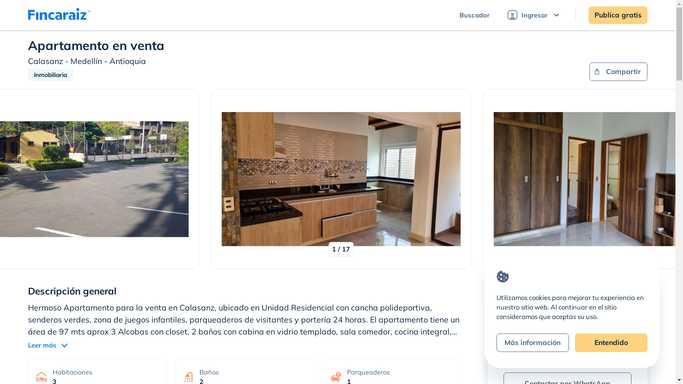 Fincaraiz
Buscador
Ingresar
Publica gratis
Apartamento en venta
Calasanz - Medellín - Antioquia
Inmobiliaria
Compartir
1 / 17
Descripción general
Hermoso Apartamento para la venta en Colasanz, ubicado en Unidad Residencial con cancha polideportiva,
senderos verdes, zona de juegos infantiles, parqueaderos de visitantes y portería 24 horas. El apartamento tiene un
área de 97 mts aprox 3 Alcobas con closet, 2 baños con cabina en vidrio templado, sala comedor, cocina integral,...
Leer más
Habitaciones
3
Baños
2
Parqueaderos
1
Utilizamos cookies para mejorar tu experiencia en
nuestro sitio web. Al continuar en el sitio
consideramos que aceptas su uso.
Más información
Entendido
Contactar por WhatsApp